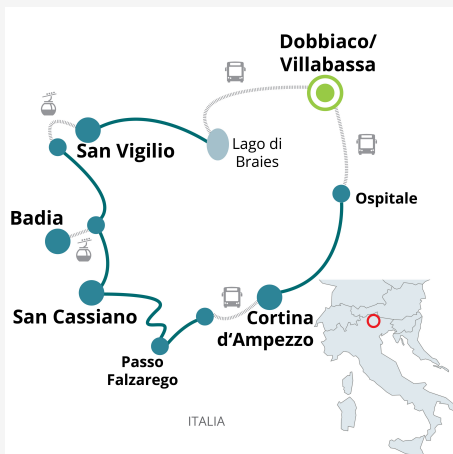 Dobbiaco/
Villabassa
San Vigilio
Lago di
Braies
Ospitale
Badia
San Cassiano
Cortina
d‘Ampezzo
Passo
Falzarego
ITALIA